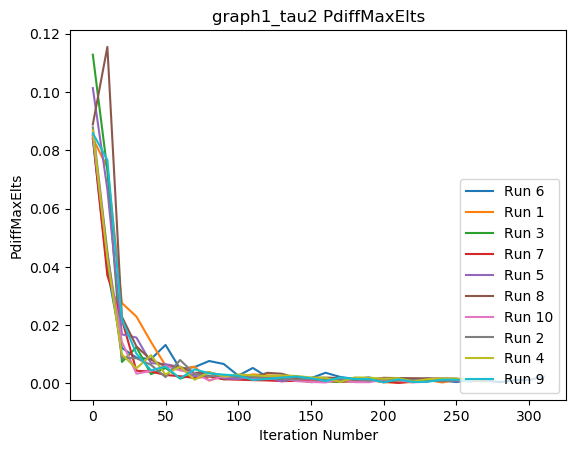 graph1_tau2 PdiffMaxElts
0.12
0.10
0.08
0.06
0.04
0.02
0.00
PdiffMaxElts
Run 6
Run 1
Run 3
Run 7
Run 5
Run 8
Run 10
Run 2
Run 4
Run 9
0 50 100 150 200 250 300
Iteration Number